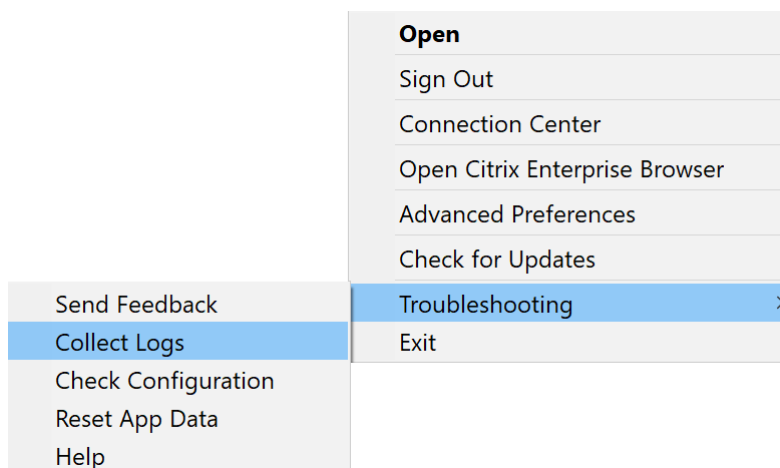 Open
Sign Out
Connection Center
Open Citrix Enterprise Browser
Advanced Preferences
Check for Updates
Troubleshooting
Exit
Send Feedback
Collect Logs
Check Configuration
Reset App Data
Help